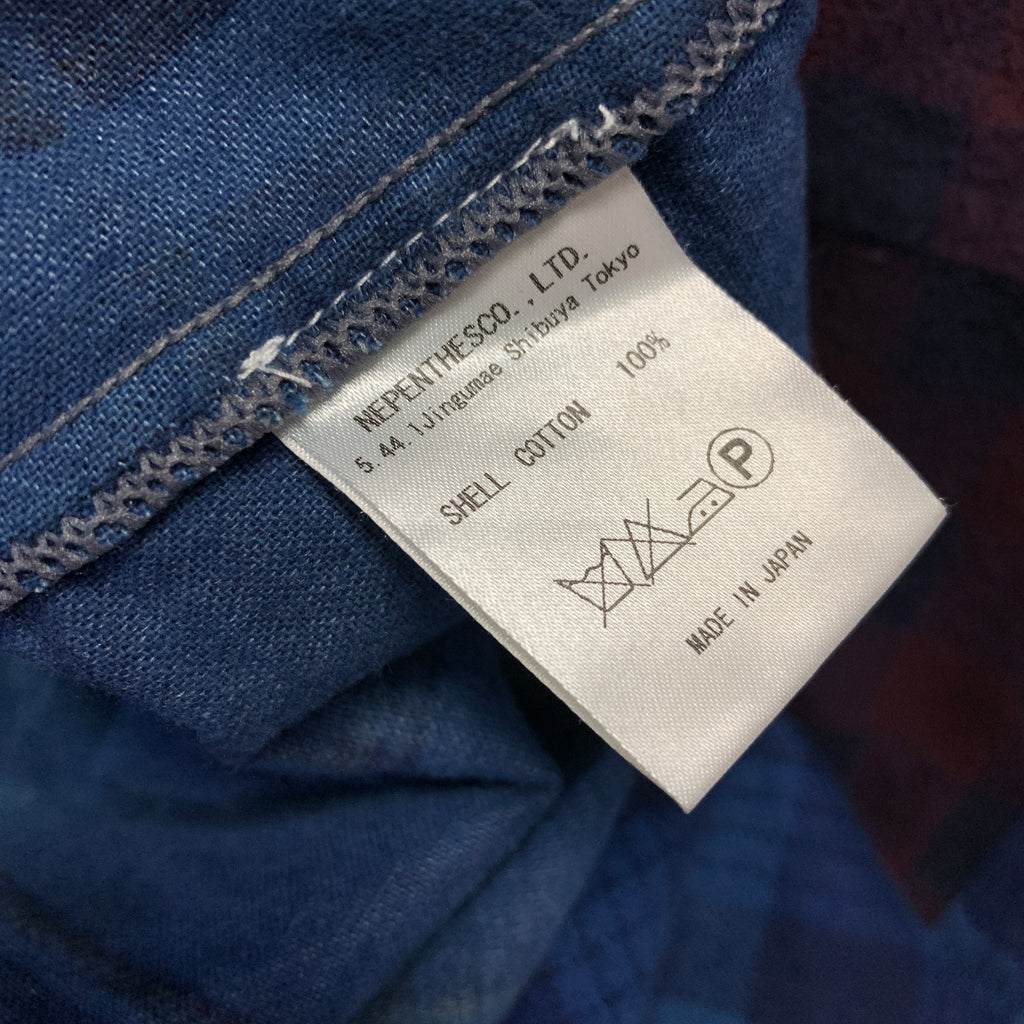 NEPENTHESCO.,LTD.
5.44.1Jingumae Shibuya Tokyo
SHELL COTTON 100%
P
MADE IN JAPAN